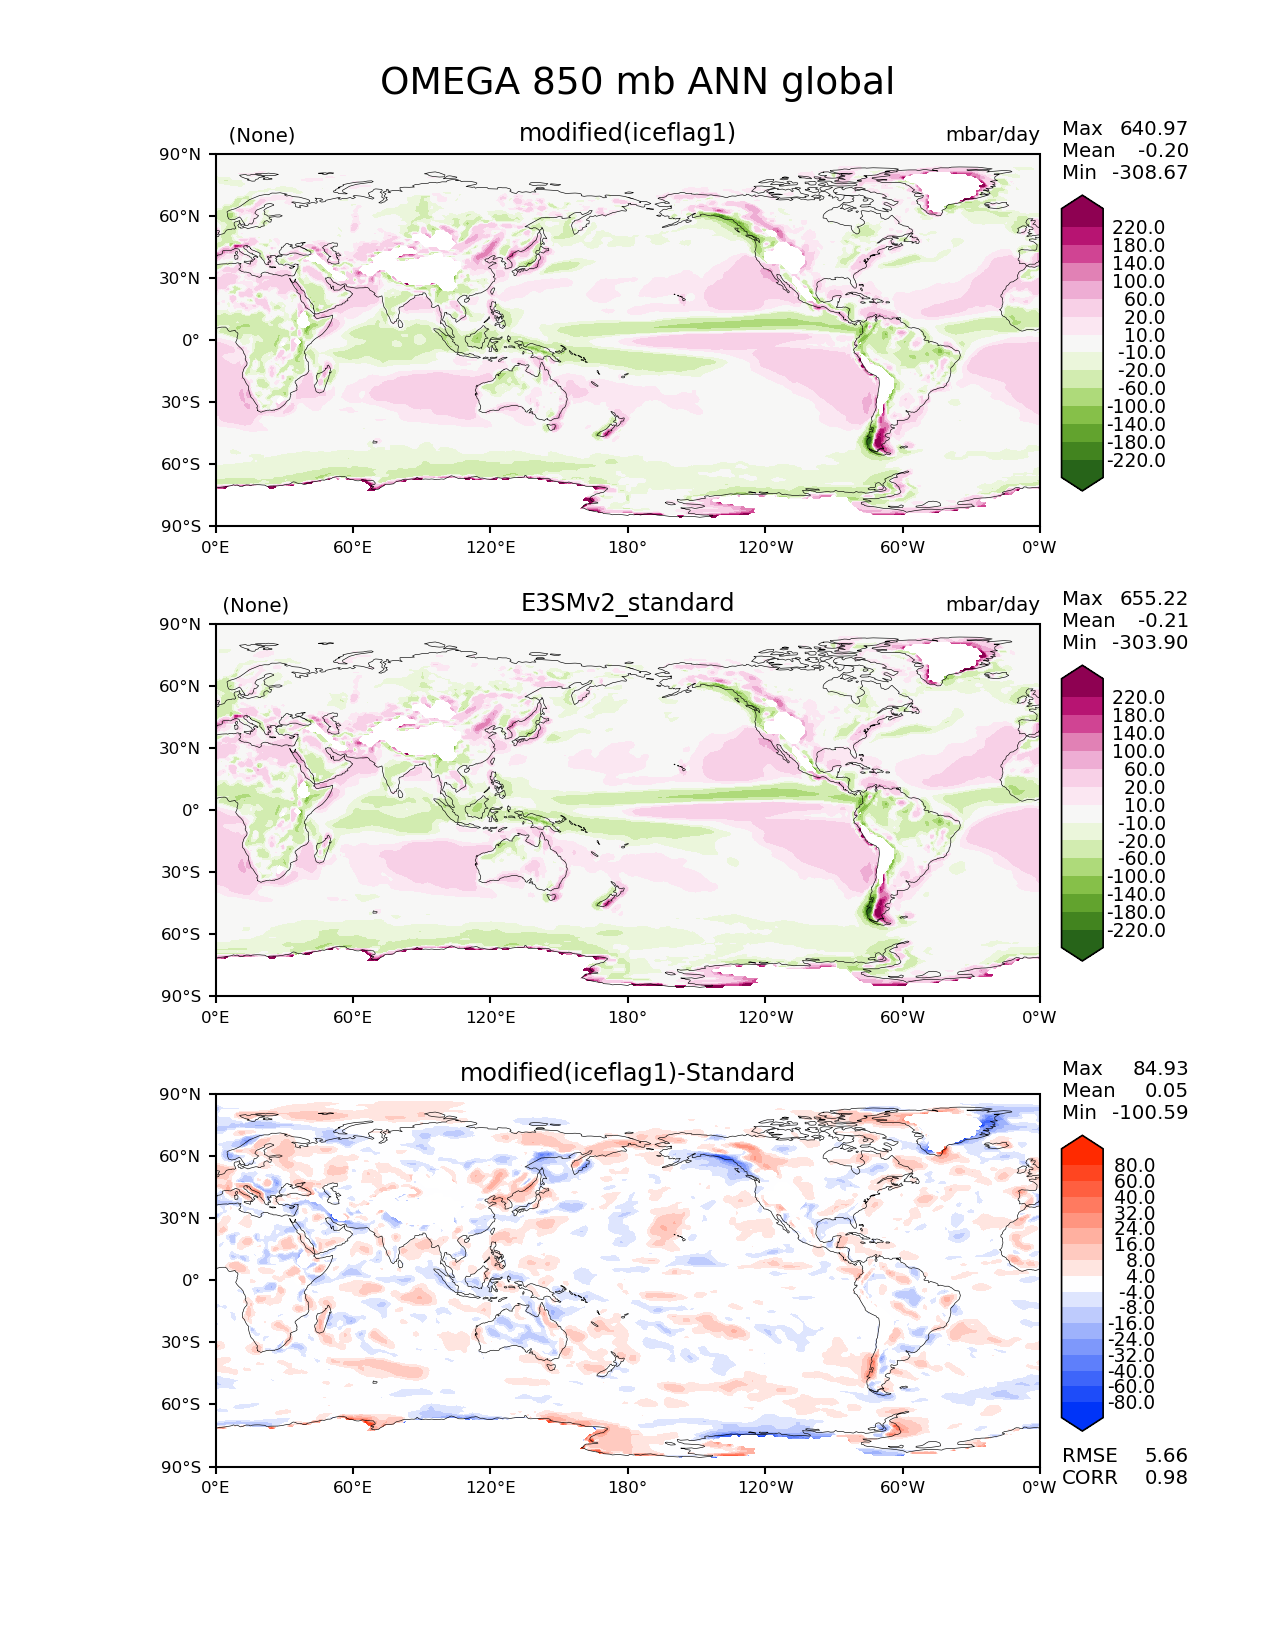 OMEGA 850 mb ANN global
(None) modified(iceflag1) mbar/day
Max 640.97
Mean -0.20
Min -308.67
90°N
60°N
30°N
0°
30°S
60°S
90°S
0°E 60°E 120°E 180° 120°W 60°W 0°W
220.0
180.0
140.0
100.0
60.0
20.0
10.0
-10.0
-20.0
-60.0
-100.0
-140.0
-180.0
-220.0
(None) E3SMv2_standard mbar/day
Max 655.22
Mean -0.21
Min -303.90
90°N
60°N
30°N
0°
30°S
60°S
90°S
0°E 60°E 120°E 180° 120°W 60°W 0°W
220.0
180.0
140.0
100.0
60.0
20.0
10.0
-10.0
-20.0
-60.0
-100.0
-140.0
-180.0
-220.0
modified(iceflag1)-Standard
Max 84.93
Mean 0.05
Min -100.59
90°N
60°N
30°N
0°
30°S
60°S
90°S
0°E 60°E 120°E 180° 120°W 60°W 0°W
80.0
60.0
40.0
32.0
24.0
16.0
8.0
4.0
-4.0
-8.0
-16.0
-24.0
-32.0
-40.0
-60.0
-80.0
RMSE 5.66
CORR 0.98